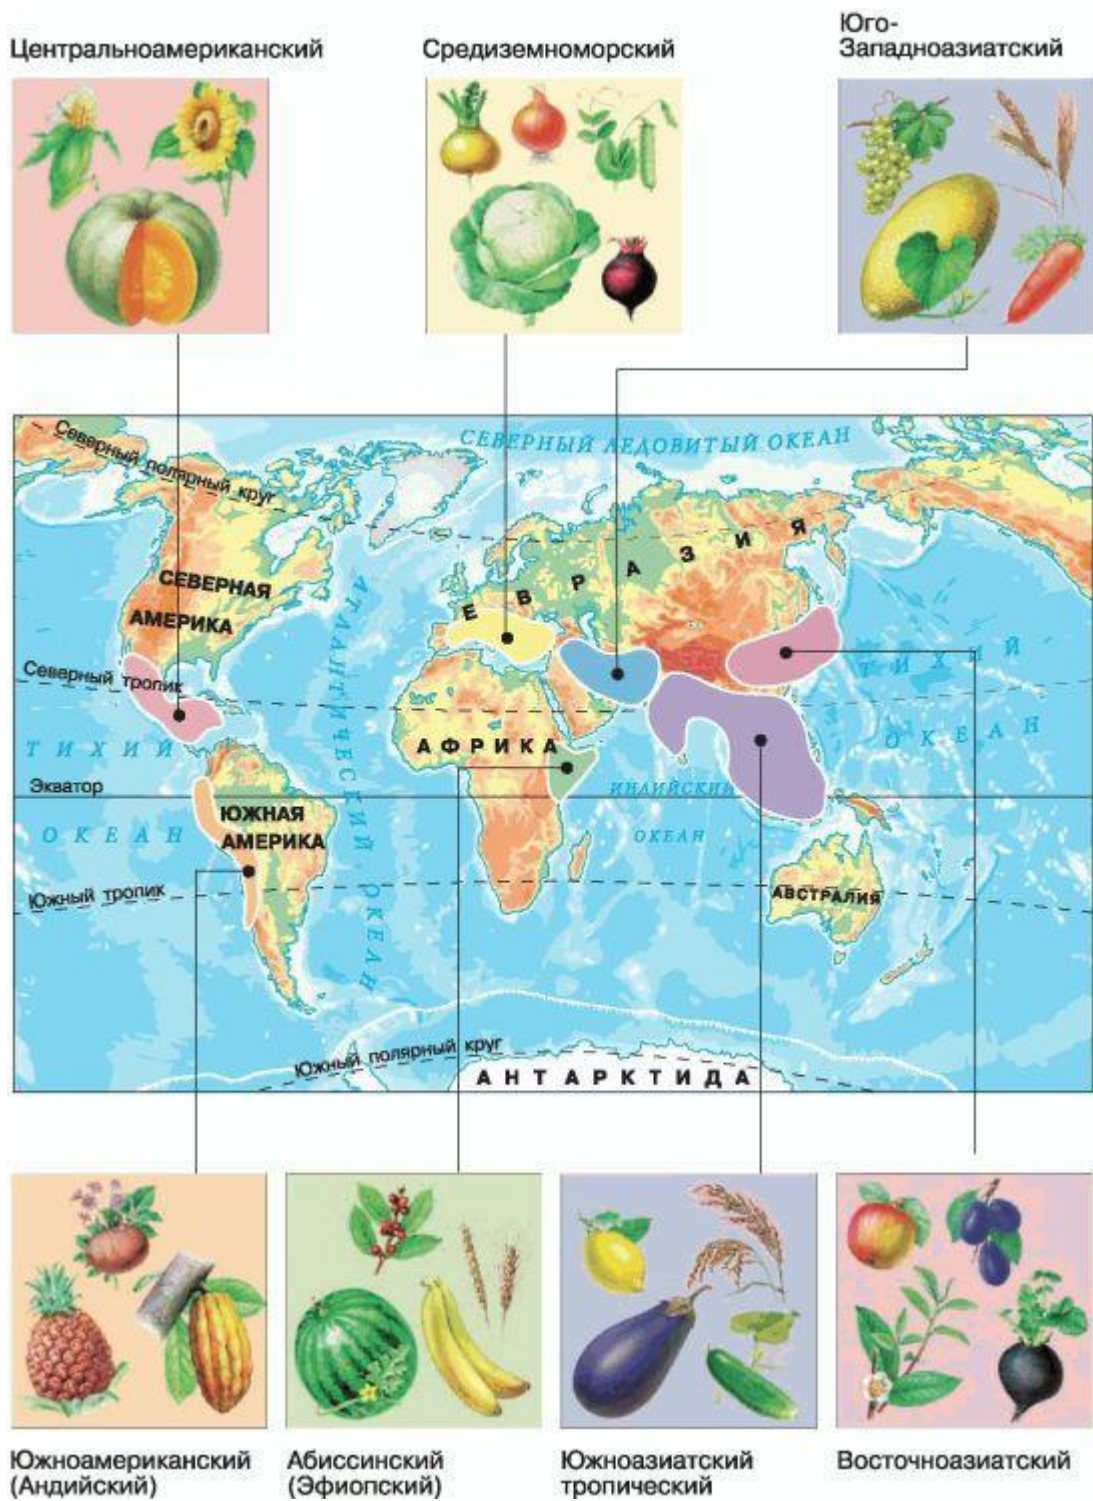 Центральноамериканский
Средиземноморский
Юго-
Западноазиатский
СЕВЕРНЫЙ ЛЕДОВИТЫЙ ОКЕАН
Северный полярный круг
ЕВРАЗИЯ
СЕВЕРНАЯ
АМЕРИКА
АТЛАНТИЧЕСКИЙ ОКЕАН
Северный тропик
ТИХИЙ
ОКЕАН
ТИХИЙ
АФРИКА
Экватор
ИНДИЙСКИЙ
ОКЕАН
ЮЖНАЯ
АМЕРИКА
ОКЕАН
Южный тропик
АВСТРАЛИЯ
Южный полярный круг
АНТАРКТИДА
Южноамериканский
(Андийский)
Абиссинский
(Эфиопский)
Южноазиатский
тропический
Восточноазиатский